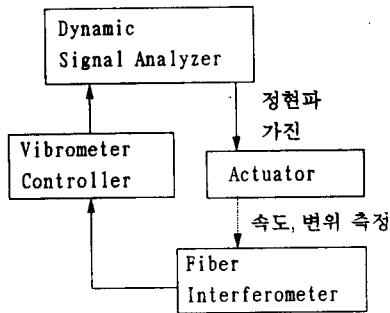 Dynamic
Signal Analyzer
정현파
가진
Vibrometer
Controller
Actuator
속도, 변위 측정
Fiber
Interferometer